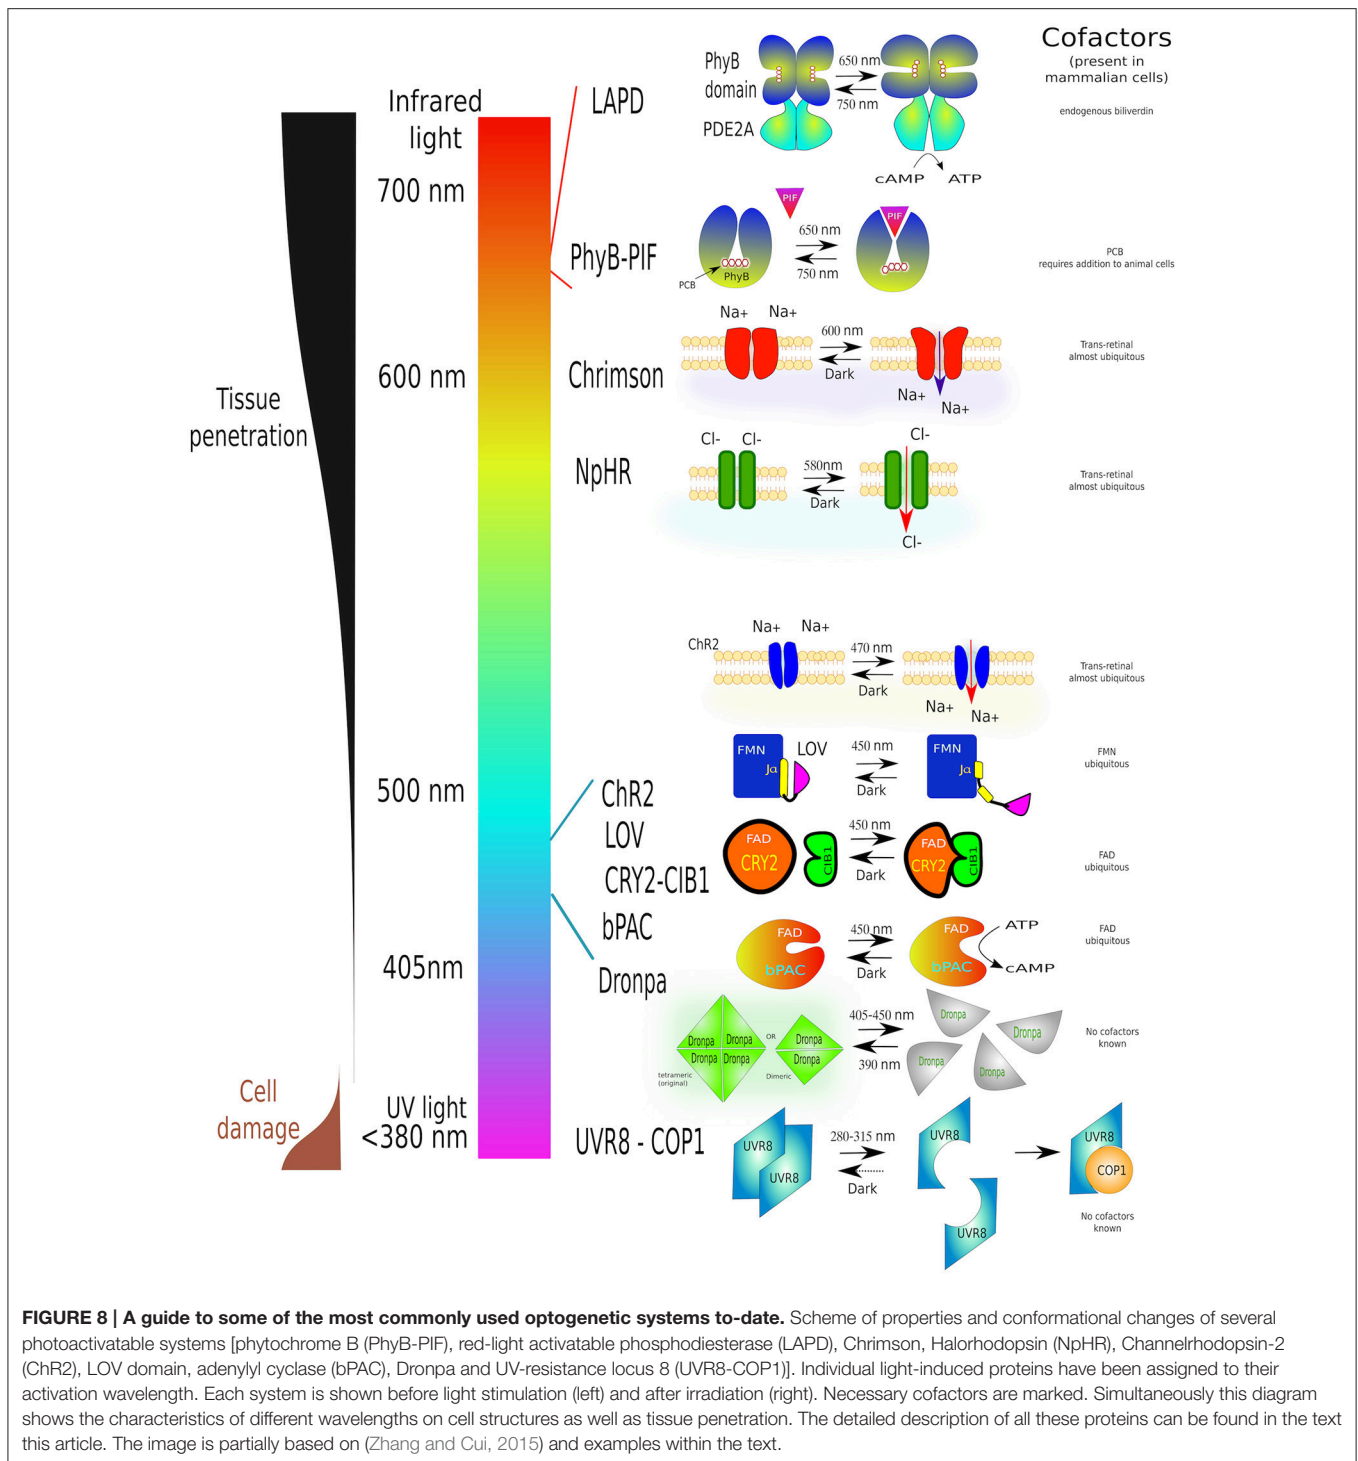 Cofactors
(present in
mammalian cells)
Infrared
light
700 nm
600 nm
500 nm
405nm
UV light
<380 nm
Tissue
penetration
Cell
damage
LAPD
PhyB-PIF
Chrimson
NpHR
ChR2
LOV
CRY2-CIB1
bPAC
Dronpa
UVR8 - COP1
PhyB
domain
PDE2A
650 nm
750 nm
cAMP ATP
endogenous biliverdin
PIF
650 nm
750 nm
PIF
PCB
PhyB
PCB
requires addition to animal cells
Na+ Na+
600 nm
Dark
Na+
Na+
Trans-retinal
almost ubiquitous
Cl- Cl-
580nm
Dark
Cl-
Cl-
Trans-retinal
almost ubiquitous
ChR2
Na+ Na+
470 nm
Dark
Na+
Na+
Trans-retinal
almost ubiquitous
FMN
Jα
LOV
450 nm
Dark
FMN
Jα
FMN
ubiquitous
FAD
CRY2
CIB1
450 nm
Dark
FAD
CRY2
CIB1
FAD
ubiquitous
FAD
bPAC
450 nm
Dark
FAD
bPAC
ATP
cAMP
FAD
ubiquitous
Dronpa Dronpa
Dronpa Dronpa
tetrameric
(original)
OR
Dronpa
Dronpa
Dimeric
405-450 nm
390 nm
Dronpa
Dronpa
Dronpa
Dronpa
No cofactors
known
UVR8
UVR8
280-315 nm
Dark
UVR8
UVR8
UVR8
COP1
No cofactors
known
FIGURE 8 | A guide to some of the most commonly used optogenetic systems to-date. Scheme of properties and conformational changes of several
photoactivatable systems [phytochrome B (PhyB-PIF), red-light activatable phosphodiesterase (LAPD), Chrimson, Halorhodopsin (NpHR), Channelrhodopsin-2
(ChR2), LOV domain, adenylyl cyclase (bPAC), Dronpa and UV-resistance locus 8 (UVR8-COP1)]. Individual light-induced proteins have been assigned to their
activation wavelength. Each system is shown before light stimulation (left) and after irradiation (right). Necessary cofactors are marked. Simultaneously this diagram
shows the characteristics of different wavelengths on cell structures as well as tissue penetration. The detailed description of all these proteins can be found in the text
this article. The image is partially based on (Zhang and Cui, 2015) and examples within the text.